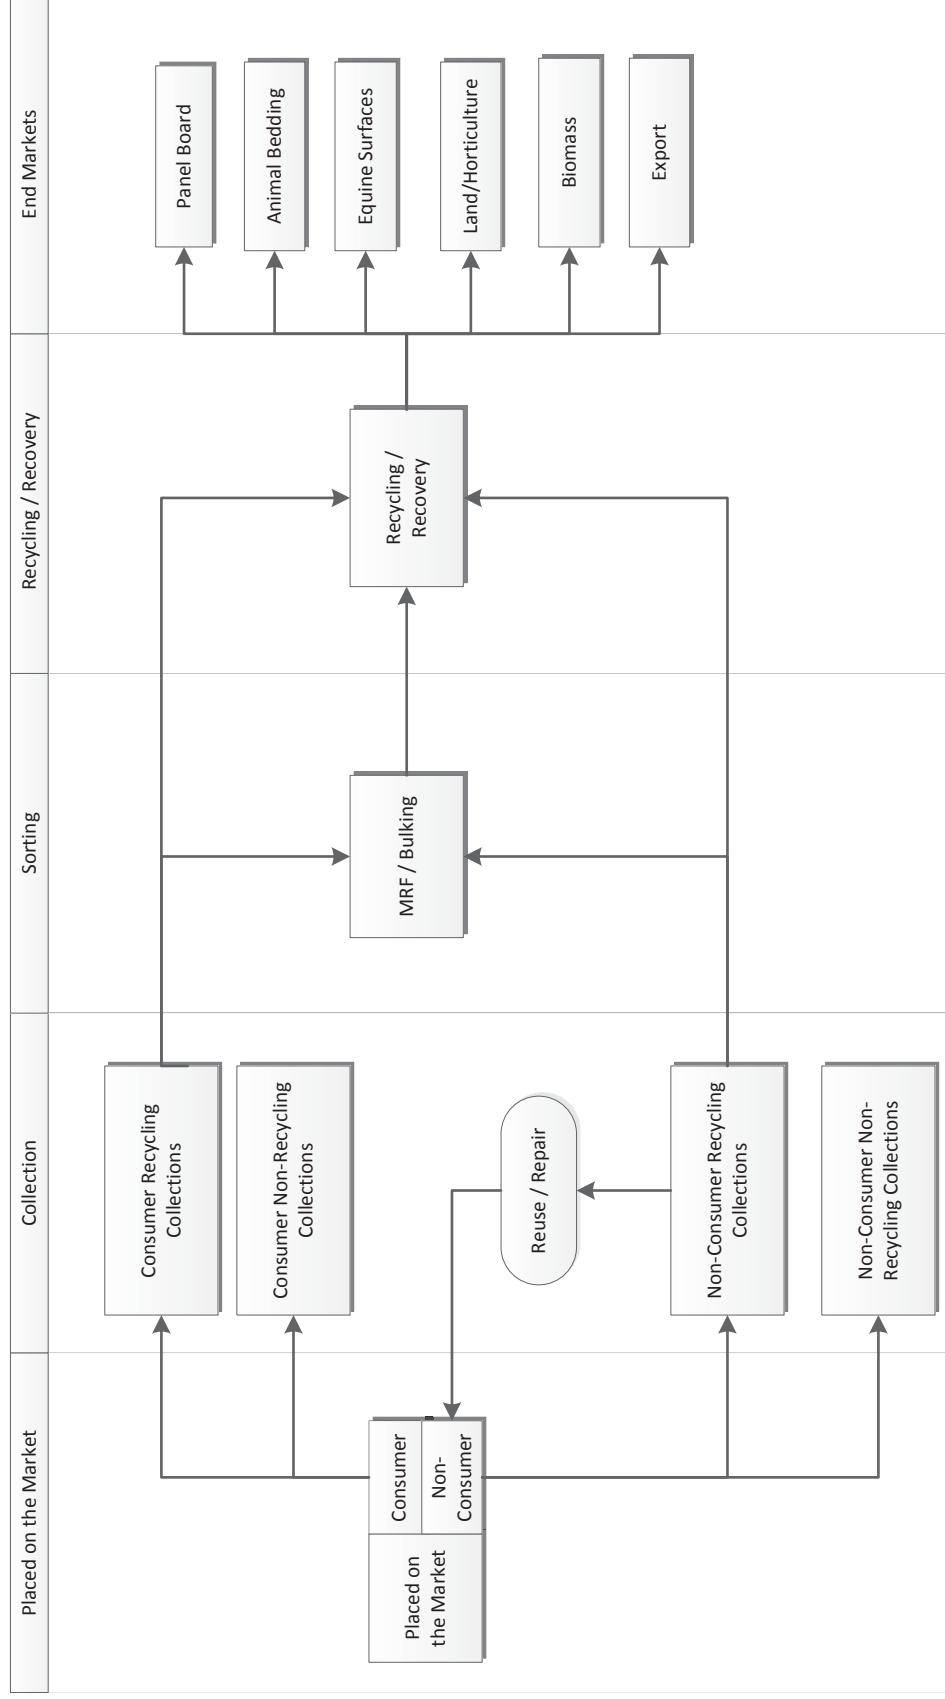 Placed on the Market
Collection
Sorting
Recycling / Recovery
End Markets
Placed on
the Market
Consumer
Non-
Consumer
Consumer Recycling
Collections
Consumer Non-Recycling
Collections
Reuse / Repair
Non-Consumer Recycling
Collections
Non-Consumer Non-
Recycling Collections
MRF / Bulking
Recycling /
Recovery
Panel Board
Animal Bedding
Equine Surfaces
Land/Horticulture
Biomass
Export